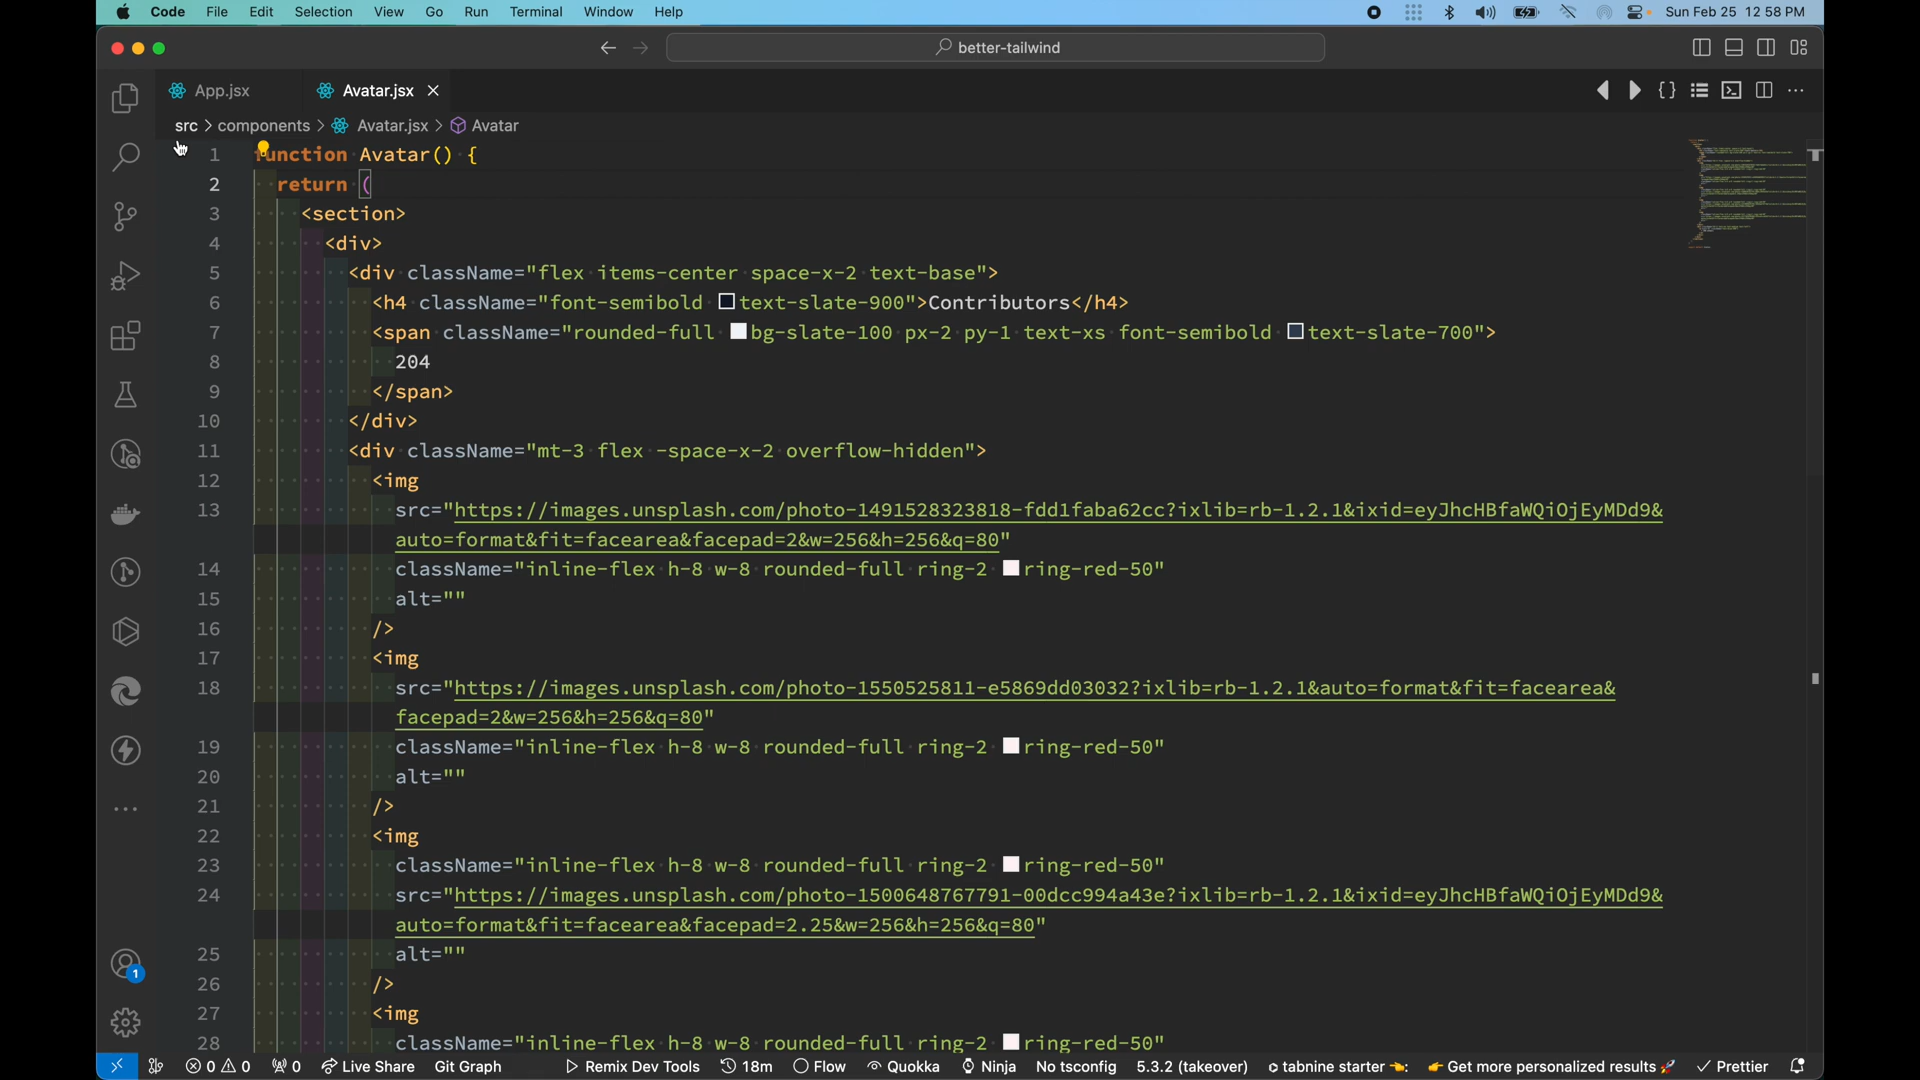 Code File Edit Selection View Go Run Terminal Window Help Sun Feb 25 12 58 PM
better-tailwind
App.jsx Avatar.jsx
src > components > Avatar.jsx > Avatar
1 function Avatar() {
2 return (
3 <section>
4 <div>
5 <div className="flex items-center space-x-2 text-base">
6 <h4 className="font-semibold text-slate-900">Contributors</h4>
7 <span className="rounded-full bg-slate-100 px-2 py-1 text-xs font-semibold text-slate-700">
8 204
9 </span>
10 </div>
11 <div className="mt-3 flex -space-x-2 overflow-hidden">
12 <img
13 src="https://images.unsplash.com/photo-1491528323818-fdd1faba62cc?ixlib=rb-1.2.1&ixid=eyJhcHBfaWQiOjEyMDd9&
auto=format&fit=facearea&facepad=2&w=256&h=256&q=80"
14 className="inline-flex h-8 w-8 rounded-full ring-2 ring-red-50"
15 alt=""
16 />
17 <img
18 src="https://images.unsplash.com/photo-1550525811-e5869dd03032?ixlib=rb-1.2.1&auto=format&fit=facearea&
facepad=2&w=256&h=256&q=80"
19 className="inline-flex h-8 w-8 rounded-full ring-2 ring-red-50"
20 alt=""
21 />
22 <img
23 className="inline-flex h-8 w-8 rounded-full ring-2 ring-red-50"
24 src="https://images.unsplash.com/photo-1500648767791-00dcc994a43e?ixlib=rb-1.2.1&ixid=eyJhcHBfaWQiOjEyMDd9&
auto=format&fit=facearea&facepad=2.25&w=256&h=256&q=80"
25 alt=""
26 />
27 <img
28 className="inline-flex h-8 w-8 rounded-full ring-2 ring-red-50"
1
0 0 0 Live Share Git Graph Remix Dev Tools 18m Flow Quokka Ninja No tsconfig 5.3.2 (takeover) tabnine starter 👈: 👉 Get more personalized results 🚀 Prettier